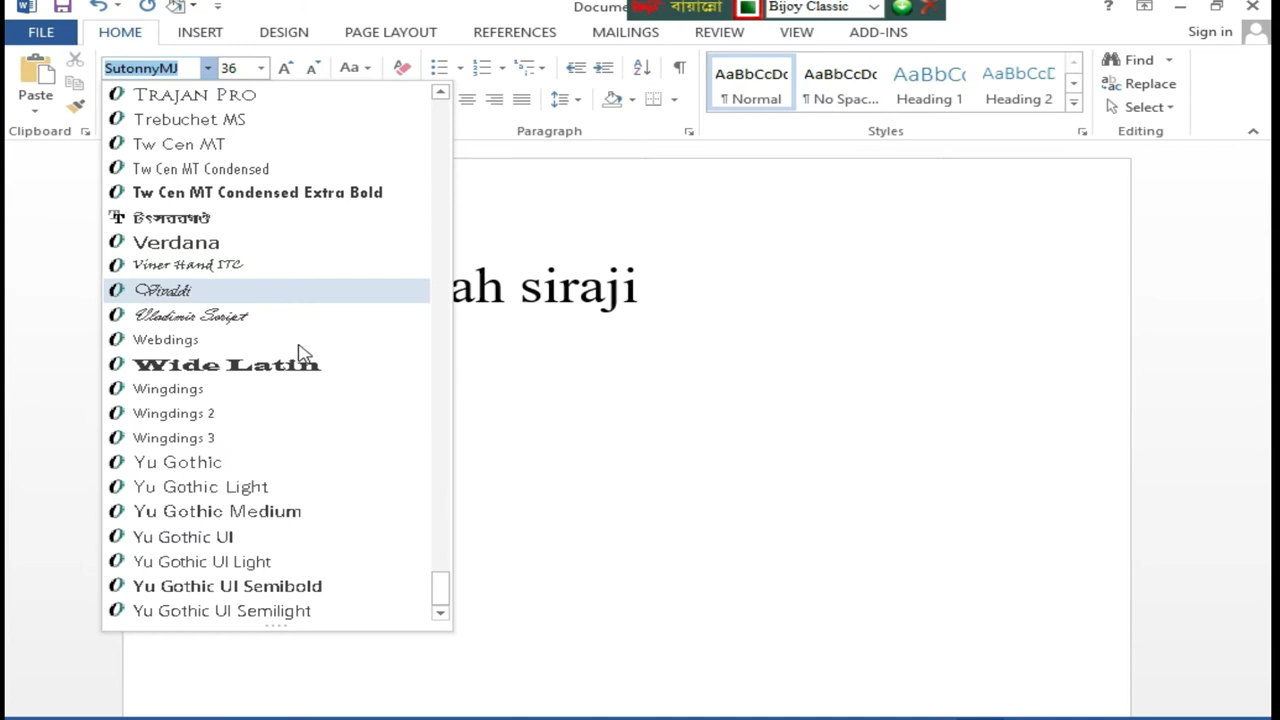 Docume
বায়ান্নো
Bijoy Classic
FILE HOME INSERT DESIGN PAGE LAYOUT REFERENCES MAILINGS REVIEW VIEW ADD-INS Sign in
Paste SutonnyMJ 36 Aa
AaBbCcDc AaBbCcDc AaBbCc AaBbCcD
¶ Normal ¶ No Spac... Heading 1 Heading 2
Find
Replace
Select
Clipboard Paragraph Styles Editing
TRAJAN PRO
Trebuchet MS
Tw Cen MT
Tw Cen MT Condensed
Tw Cen MT Condensed Extra Bold
Verdana
Viner Hand ITC
Vivaldi
Vladimir Script
Webdings
Wide Latin
Wingdings
Wingdings 2
Wingdings 3
Yu Gothic
Yu Gothic Light
Yu Gothic Medium
Yu Gothic UI
Yu Gothic UI Light
Yu Gothic UI Semibold
Yu Gothic UI Semilight
ah siraji